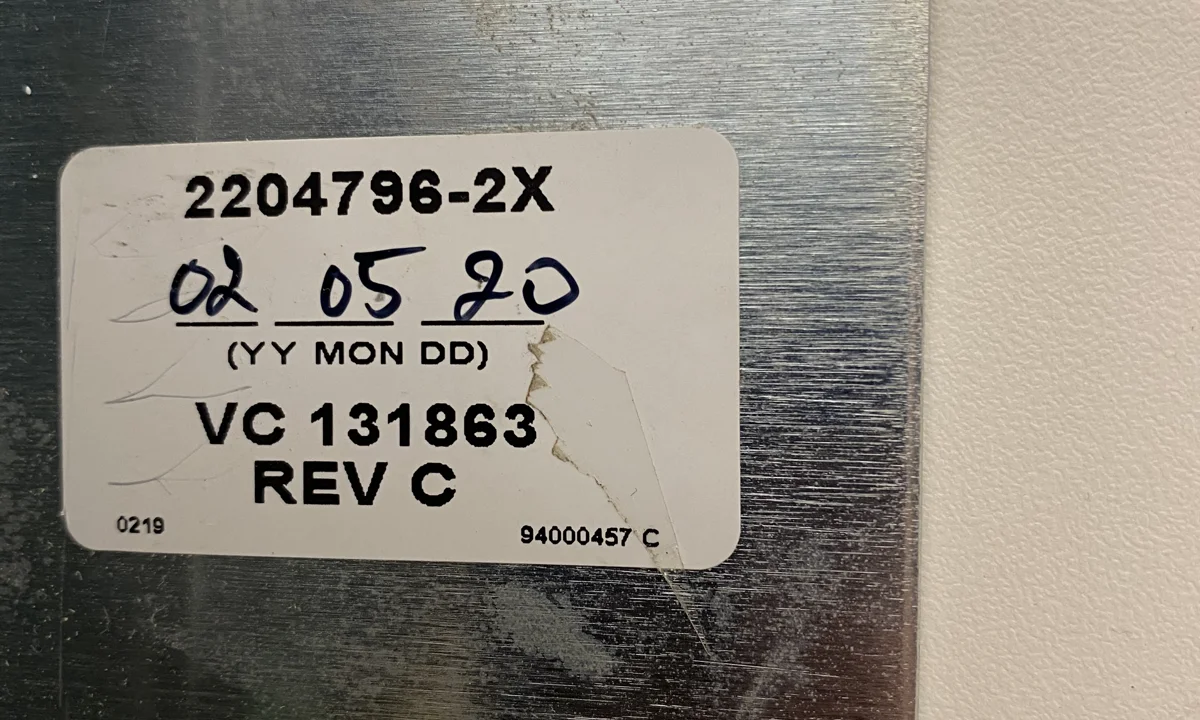 2204796-2X
02 05 20
(YY MON DD)
VC 131863
REV C
0219 94000457 C